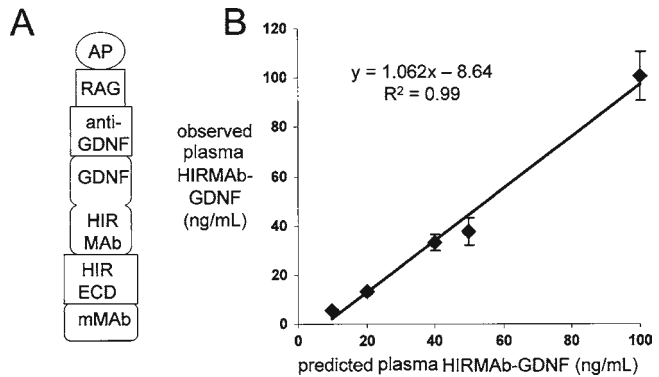 A
AP
RAG
anti-
GDNF
GDNF
HIR
MAb
HIR
ECD
mMAb
B
observed
plasma
HIRMAb-
GDNF
(ng/mL)
y = 1.062x – 8.64
R² = 0.99
120
100
80
60
40
20
0
0 20 40 60 80 100
predicted plasma HIRMAb-GDNF (ng/mL)